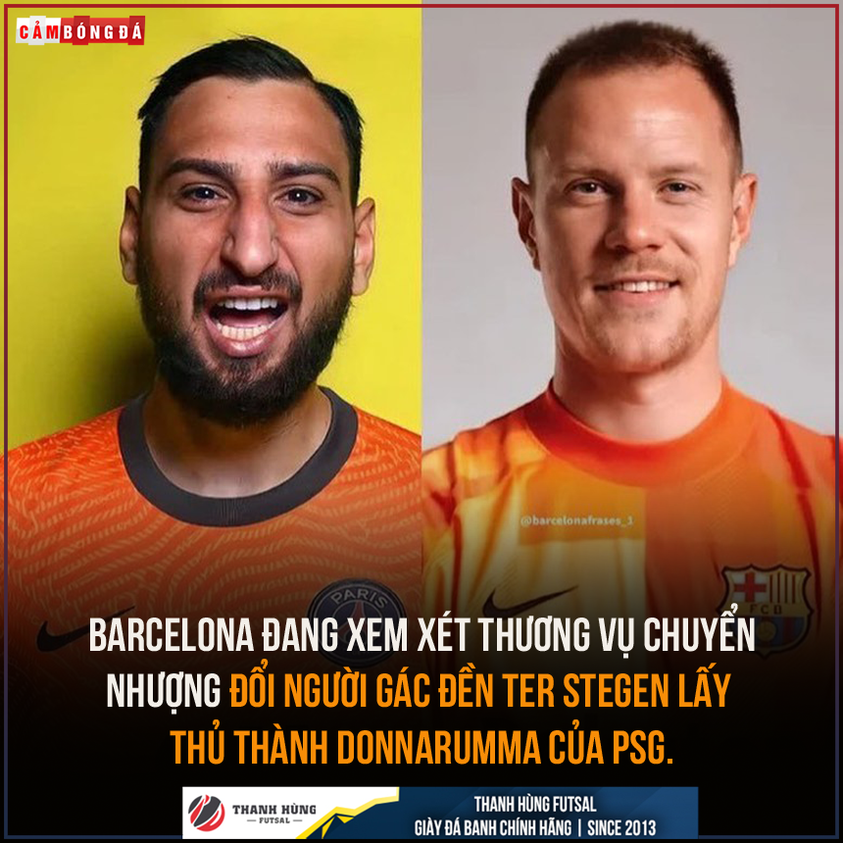 CẢMBÓNGĐÁ
@barcelonafrases_1
PARIS
FCB
BARCELONA ĐANG XEM XÉT THƯƠNG VỤ CHUYỂN
NHƯỢNG ĐỔI NGƯỜI GÁC ĐỀN TER STEGEN LẤY
THỦ THÀNH DONNARUMMA CỦA PSG.
THANH HÙNG
FUTSAL
THANH HÙNG FUTSAL
GIÀY ĐÁ BANH CHÍNH HÃNG | SINCE 2013